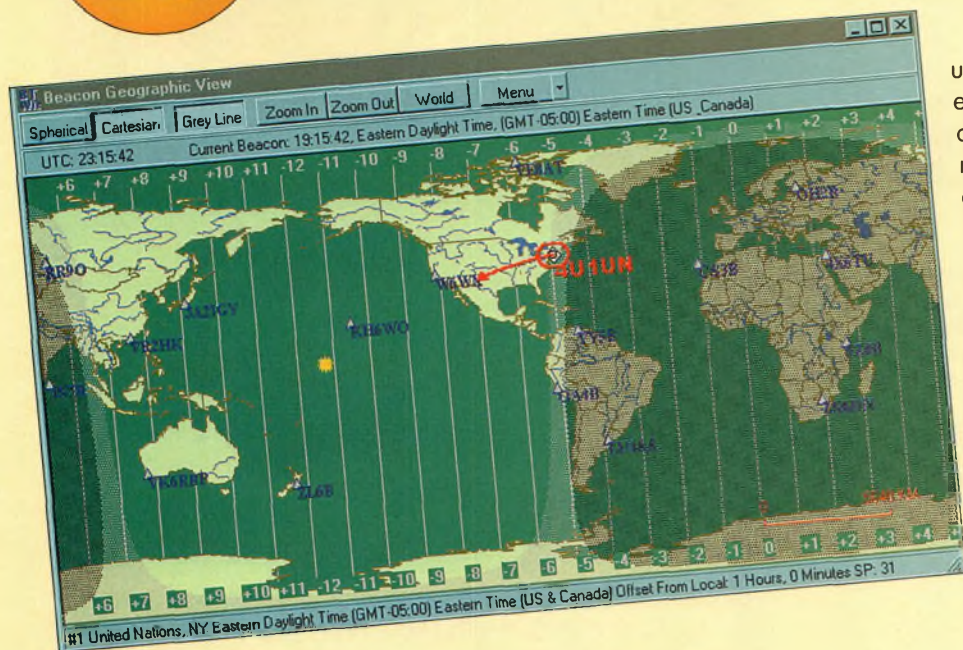 Beacon Geographic View
Spherical Cartesian Grey Line Zoom In Zoom Out World Menu
UTC: 23:15:42 Current Beacon: 19:15:42, Eastern Daylight Time, (GMT-05:00) Eastern Time (US_Canada)
+6 +7 +8 +9 +10 +11 -12 -11 -10 -9 -8 -7 -6 -5 -4 -3 -2 -1 0 +1 +2 +3 +4
VE8AT
OH2B
RR9O
4U1UN
W6WX
CS3B
4X6TU
JA2IGY
VR2HK
KH6WO
YV5B
OA4B
VK6RBP
ZL6B
+6 +7 +8 +9 +10 +11 -12 -11 -10 -9 -8 -7 -6 -5 -4 -3 -2 -1 0 +1 +2 +3 +4
#1 United Nations, NY Eastern Daylight Time (GMT-05:00) Eastern Time (US & Canada) Offset From Local: 1 Hours, 0 Minutes SP: 31